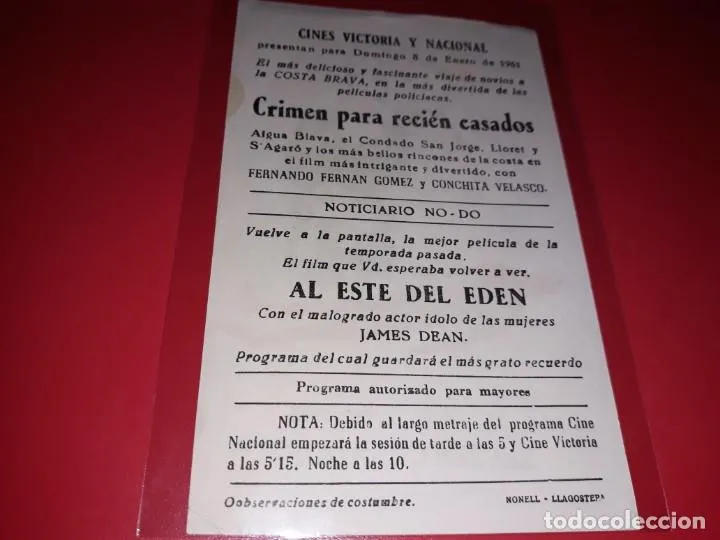 CINES VICTORIA Y NACIONAL
presentan para Domingo 8 de Enero de 1961
El más delicioso y fascinante viaje de novios a
la COSTA BRAVA, en la más divertida de las
películas policiacas.
Crimen para recién casados
Aigua Blava, el Condado San Jorge, Lloret y
S'Agaró y los más bellos rincones de la costa en
el film más intrigante y divertido, con
FERNANDO FERNAN GOMEZ y CONCHITA VELASCO.
NOTICIARIO NO-DO
Vuelve a la pantalla, la mejor película de la
temporada pasada.
El film que Vd. esperaba volver a ver.
AL ESTE DEL EDEN
Con el malogrado actor idolo de las mujeres
JAMES DEAN.
Programa del cual guardará el más grato recuerdo
Programa autorizado para mayores
NOTA: Debido al largo metraje del programa Cine
Nacional empezará la sesión de tarde a las 5 y Cine Victoria
a las 5'15. Noche a las 10.
Oobservaciones de costumbre.
NONELL - LLAGOSTERA
todocoleccion